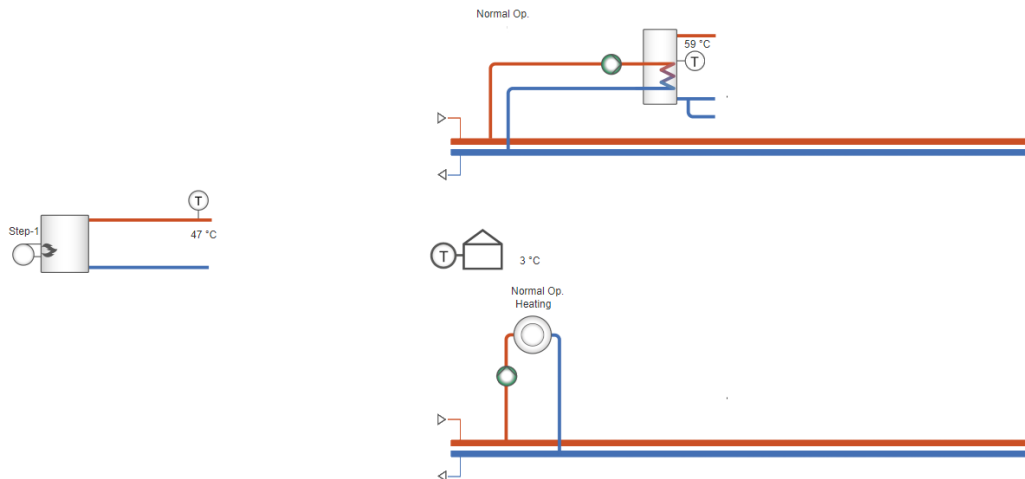 Normal Op.
59 °C
T
T
Step-1
47 °C
T
3 °C
Normal Op.
Heating